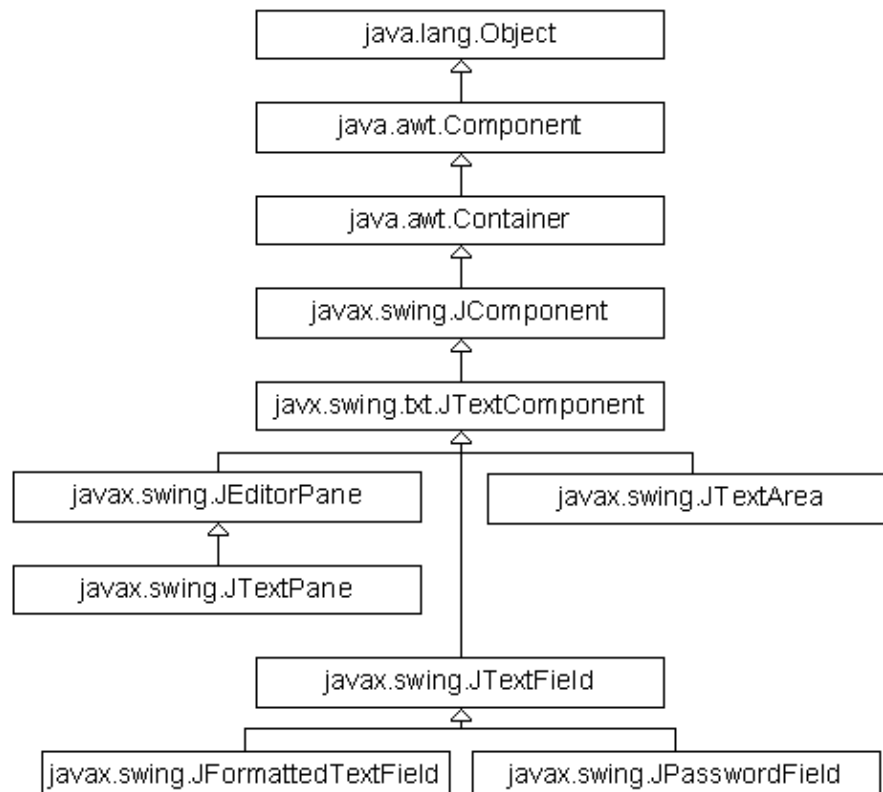 java.lang.Object
java.awt.Component
java.awt.Container
javax.swing.JComponent
javx.swing.txt.JTextComponent
javax.swing.JEditorPane
javax.swing.JTextArea
javax.swing.JTextPane
javax.swing.JTextField
javax.swing.JFormattedTextField
javax.swing.JPasswordField